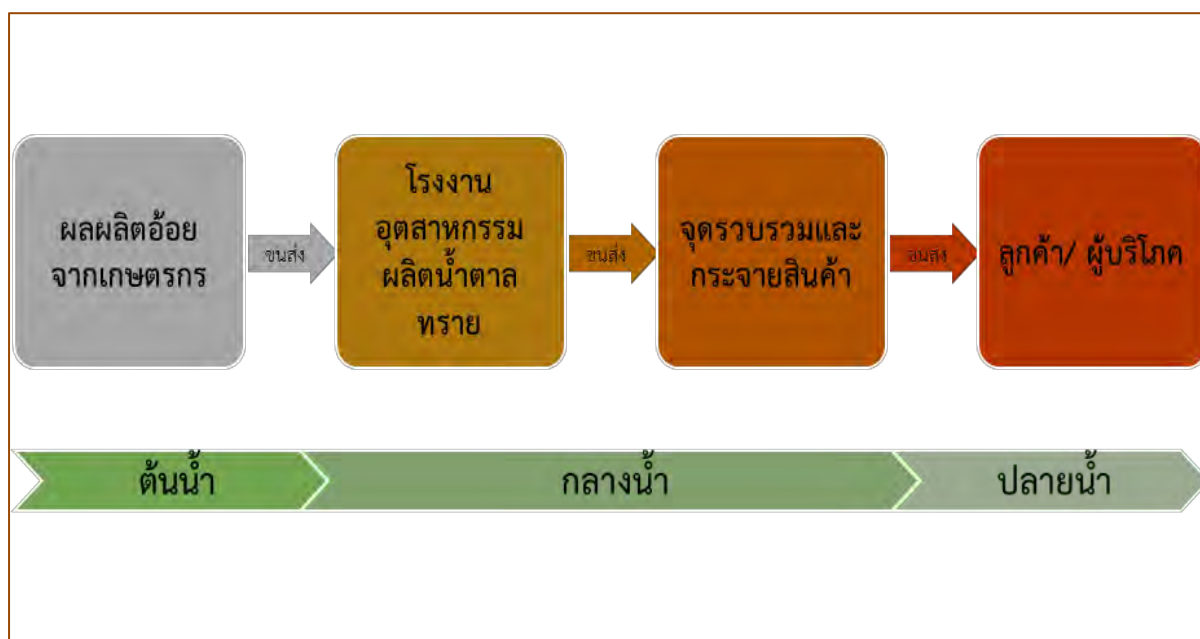 ผลผลิตอ้อย
จากเกษตรกร
ขนส่ง
โรงงาน
อุตสาหกรรม
ผลิตน้ำตาล
ทราย
ขนส่ง
จุดรวบรวมและ
กระจายสินค้า
ขนส่ง
ลูกค้า/ ผู้บริโภค
ต้นน้ำ
กลางน้ำ
ปลายน้ำ